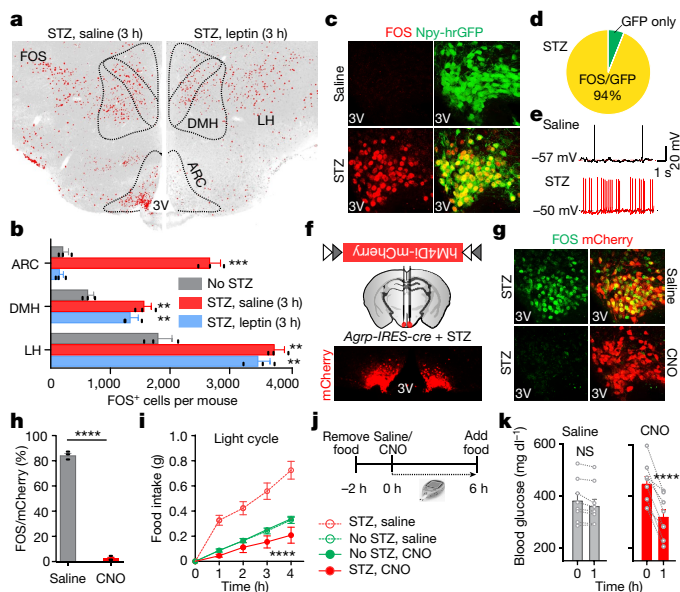 a
STZ, saline (3 h)
STZ, leptin (3 h)
FOS
DMH
LH
ARC
3V
b
ARC
DMH
LH
***
**
**
**
**
No STZ
STZ, saline (3 h)
STZ, leptin (3 h)
0
1,000
2,000
3,000
4,000
FOS+ cells per mouse
c
FOS Npy-hrGFP
Saline
STZ
3V
3V
3V
3V
d
GFP only
STZ
FOS/GFP
94%
e
Saline
–57 mV
20 mV
1 s
STZ
–50 mV
f
hM4Di-mCherry
Agrp-IRES-cre + STZ
mCherry
3V
g
FOS mCherry
STZ
Saline
STZ
CNO
3V
3V
3V
3V
h
FOS/mCherry (%)
100
80
60
40
20
0
****
Saline
CNO
i
Light cycle
Food intake (g)
1.0
0.8
0.6
0.4
0.2
0
****
0 1 2 3 4
Time (h)
STZ, saline
No STZ, saline
No STZ, CNO
STZ, CNO
j
Remove food
Saline/
CNO
Add
food
–2 h
0 h
6 h
k
Saline
CNO
NS
****
Blood glucose (mg dl–1)
600
400
200
0 1
0 1
Time (h)